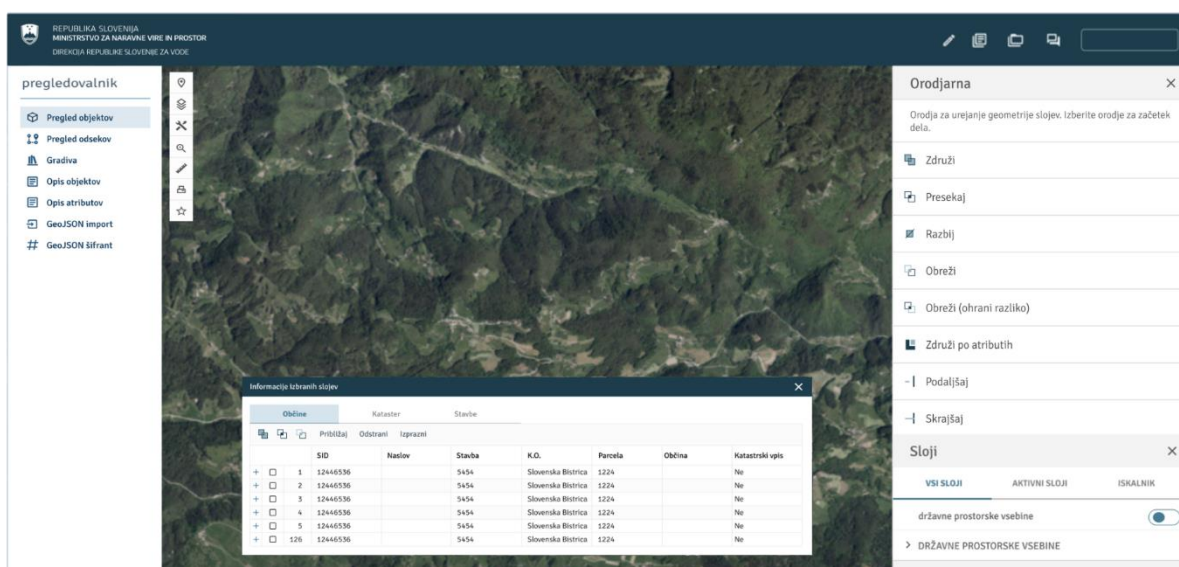 REPUBLIKA SLOVENIJA
MINISTRSTVO ZA NARAVNE VIRE IN PROSTOR
DIREKCIJA REPUBLIKE SLOVENIJE ZA VODE
pregledovalnik
Pregled objektov
Pregled odsekov
Gradiva
Opis objektov
Opis atributov
GeoJSON import
GeoJSON šifrant
Orodjarna
Orodja za urejanje geometrije slojev. Izberite orodje za začetek
dela.
Združi
Presekaj
Razbij
Obreži
Obreži (ohrani razliko)
Združi po atributih
Podaljšaj
Skrajšaj
Informacije izbranih slojev
Občine Kataster Stavbe
Približaj Odstrani Izprazni
SID Naslov Stavba K.O. Parcela Občina Katastrski vpis
1 12446536 5454 Slovenska Bistrica 1224 Ne
2 12446536 5454 Slovenska Bistrica 1224 Ne
3 12446536 5454 Slovenska Bistrica 1224 Ne
4 12446536 5454 Slovenska Bistrica 1224 Ne
5 12446536 5454 Slovenska Bistrica 1224 Ne
126 12446536 5454 Slovenska Bistrica 1224 Ne
Sloji
VSI SLOJI AKTIVNI SLOJI ISKALNIK
državne prostorske vsebine
DRŽAVNE PROSTORSKE VSEBINE